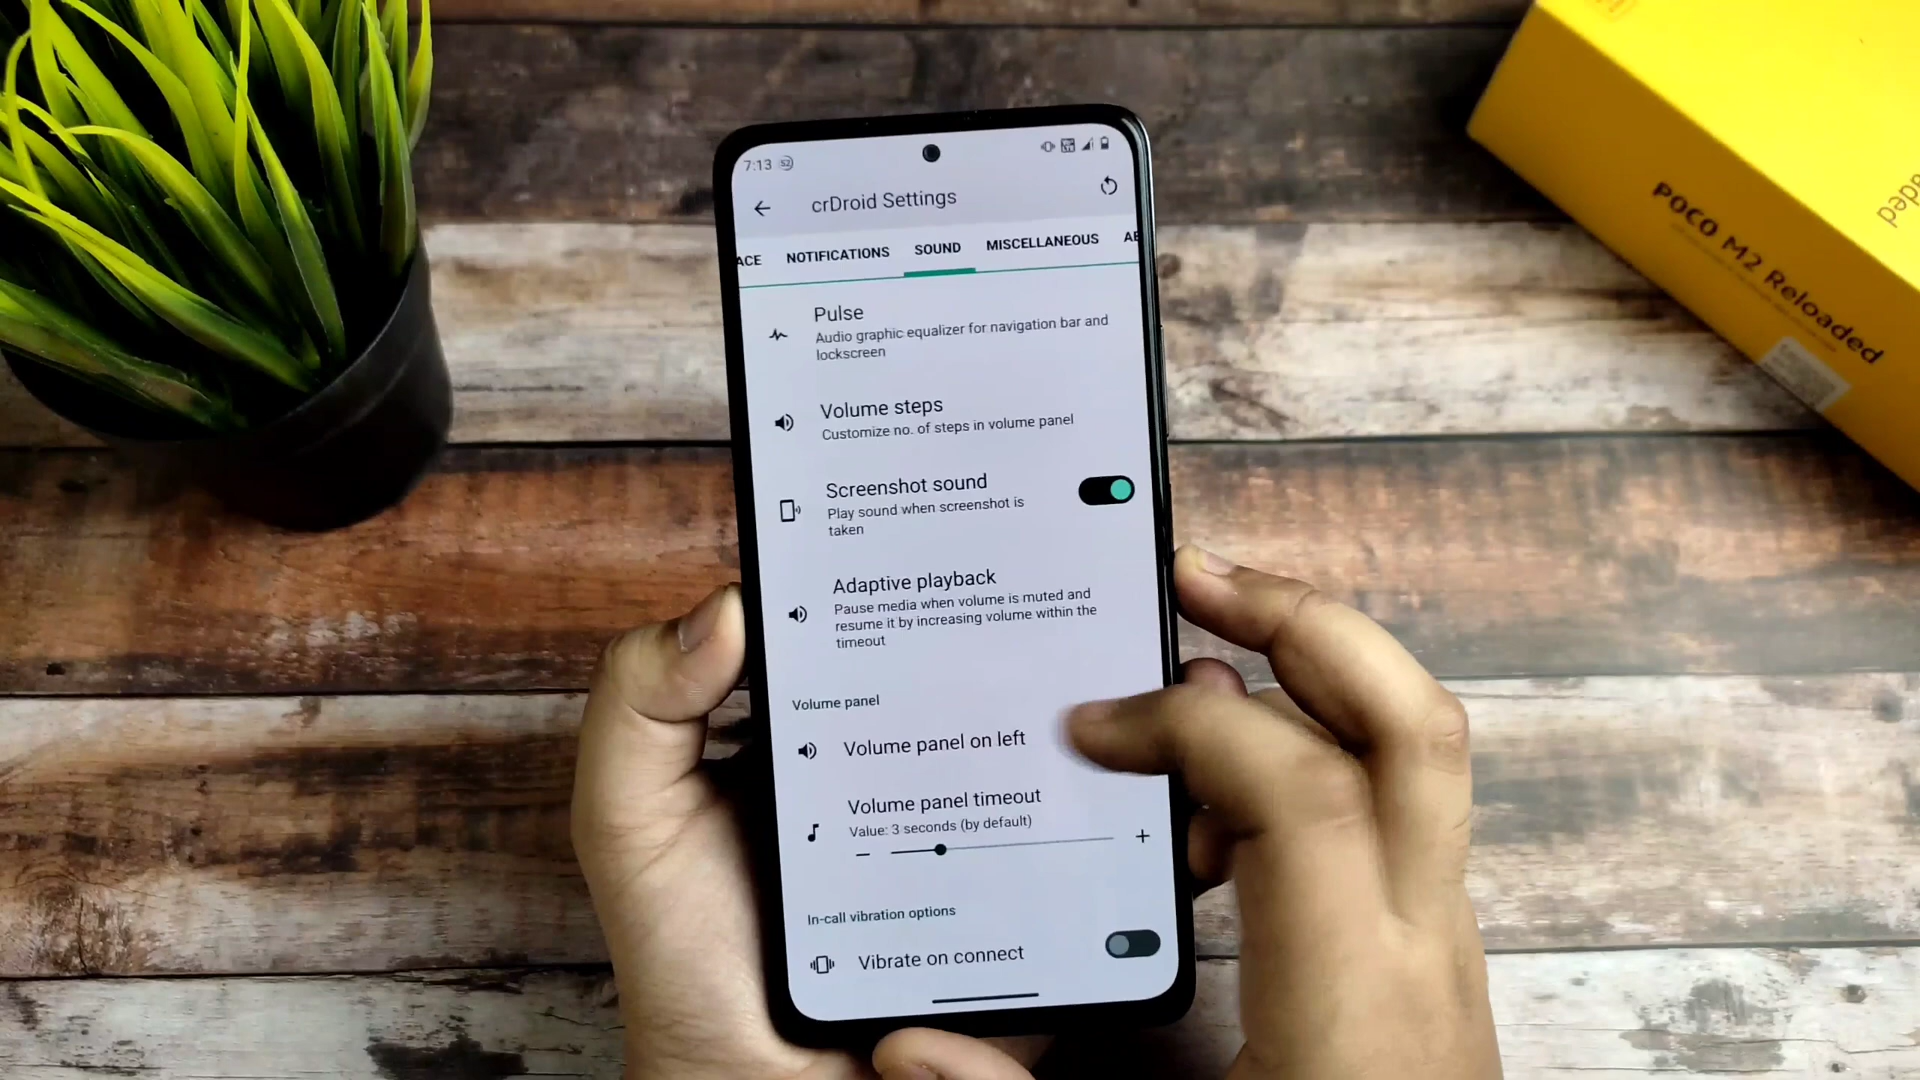 7:13
crDroid Settings
ACE NOTIFICATIONS SOUND MISCELLANEOUS AB
Pulse
Audio graphic equalizer for navigation bar and
lockscreen
Volume steps
Customize no. of steps in volume panel
Screenshot sound
Play sound when screenshot is
taken
Adaptive playback
Pause media when volume is muted and
resume it by increasing volume within the
timeout
Volume panel
Volume panel on left
Volume panel timeout
Value: 3 seconds (by default)
In-call vibration options
Vibrate on connect
POCO M2 Reloaded